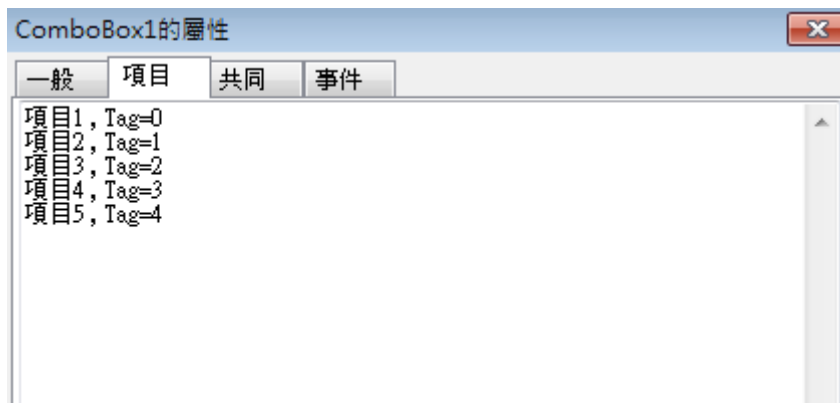 ComboBox1的屬性
一般 項目 共同 事件
項目1,Tag=0
項目2,Tag=1
項目3,Tag=2
項目4,Tag=3
項目5,Tag=4